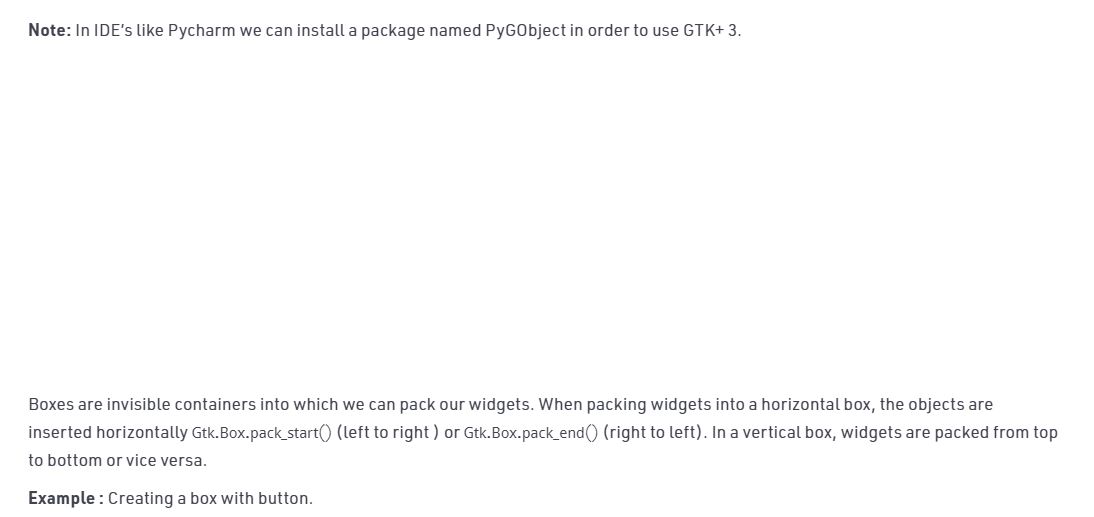 Note: In IDE’s like Pycharm we can install a package named PyGObject in order to use GTK+ 3.
Boxes are invisible containers into which we can pack our widgets. When packing widgets into a horizontal box, the objects are
inserted horizontally Gtk.Box.pack_start() (left to right ) or Gtk.Box.pack_end() (right to left). In a vertical box, widgets are packed from top
to bottom or vice versa.
Example : Creating a box with button.